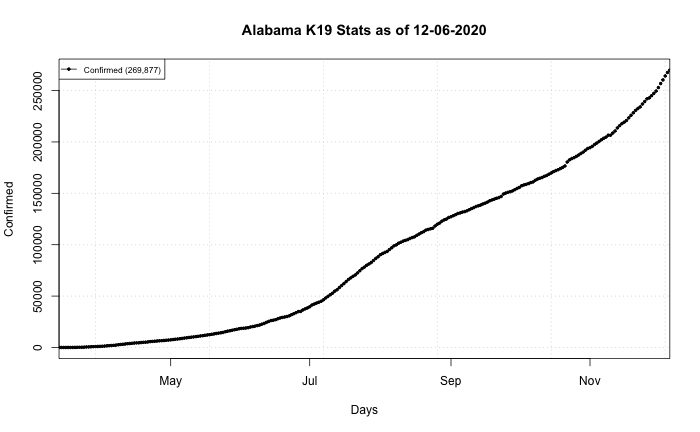 Alabama K19 Stats as of 12-06-2020
Confirmed (269,877)
250000
200000
150000
100000
50000
0
Confirmed
May Jul Sep Nov
Days